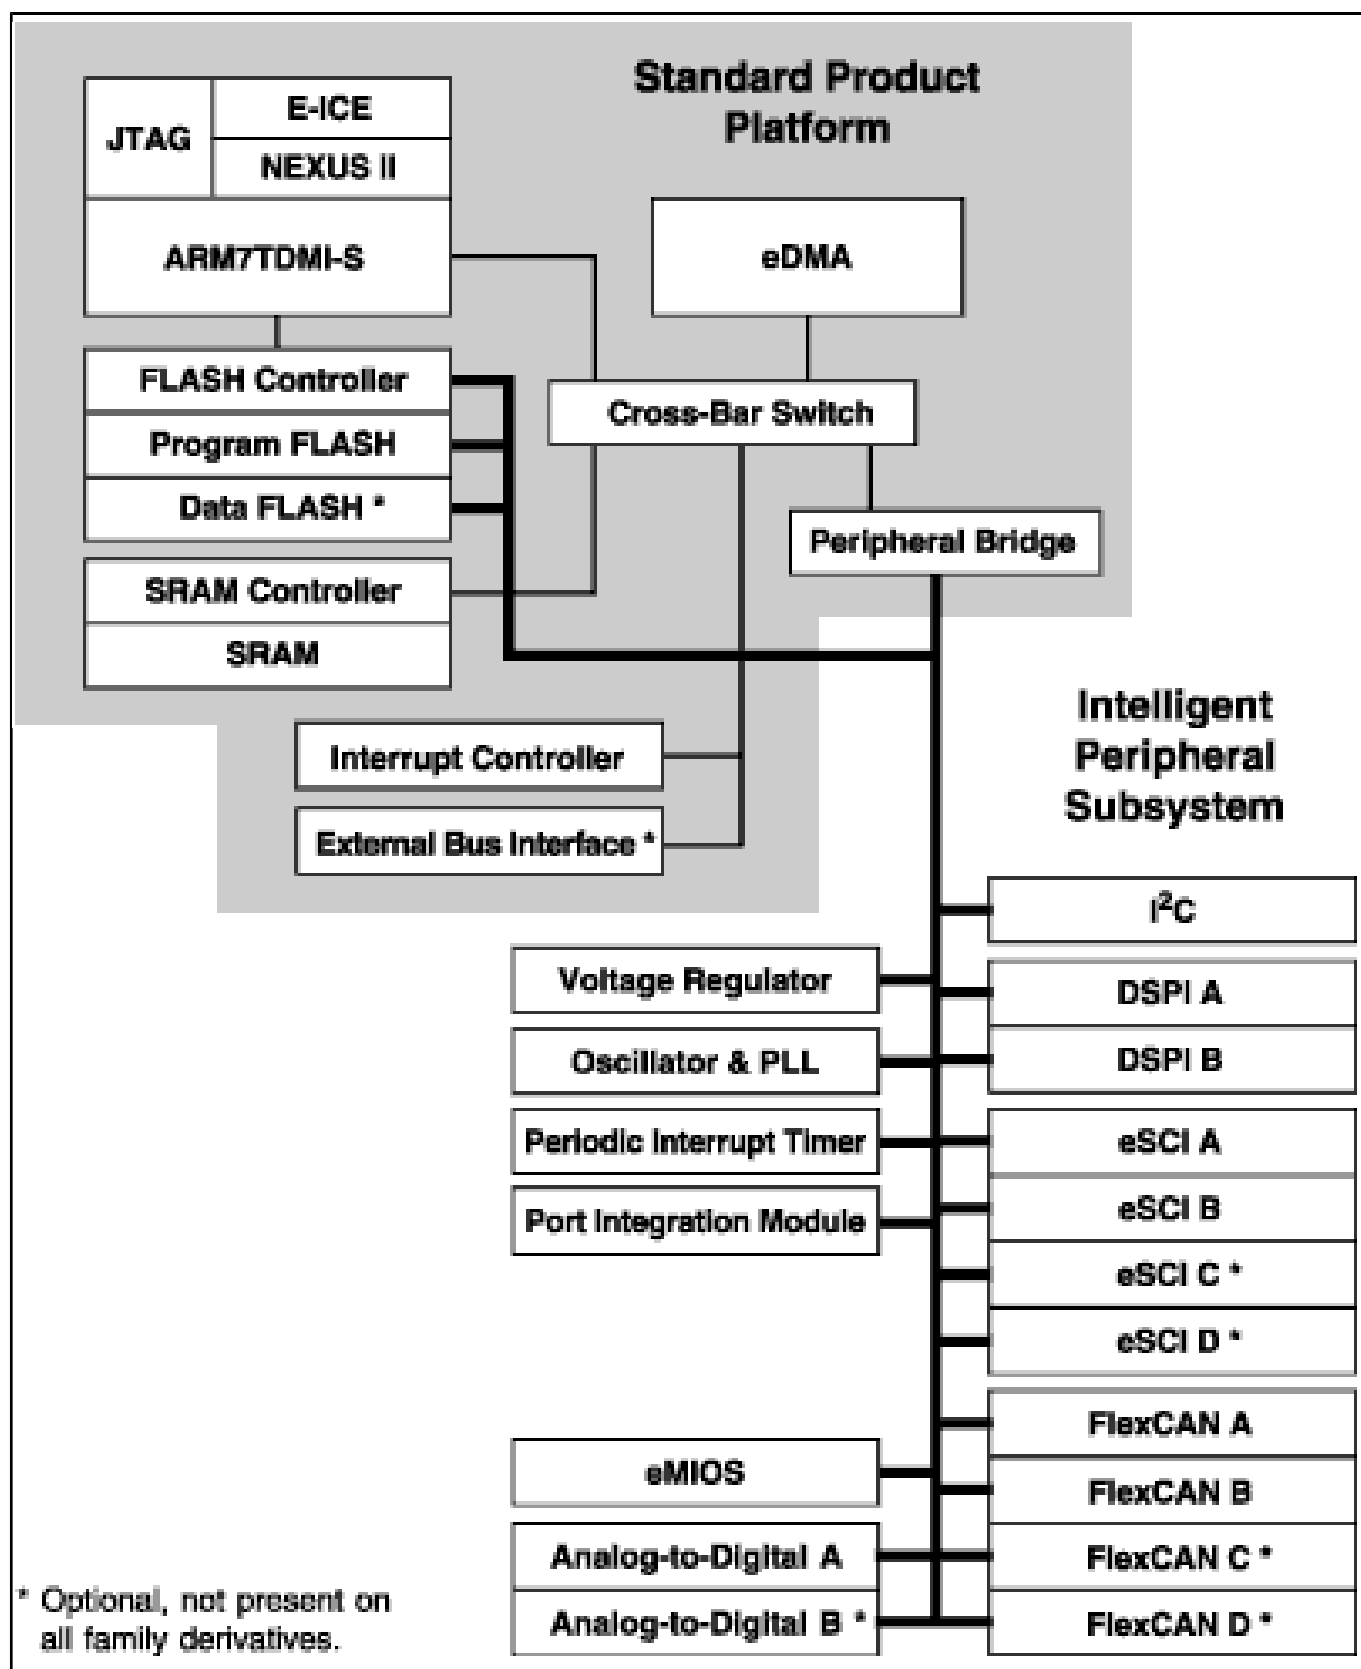 Standard Product
Platform
JTAG
E-ICE
NEXUS II
ARM7TDMI-S
eDMA
FLASH Controller
Program FLASH
Data FLASH *
Cross-Bar Switch
Peripheral Bridge
SRAM Controller
SRAM
Interrupt Controller
External Bus Interface *
Intelligent
Peripheral
Subsystem
I²C
Voltage Regulator
DSPI A
Oscillator & PLL
DSPI B
Periodic Interrupt Timer
eSCI A
Port Integration Module
eSCI B
eSCI C *
eSCI D *
FlexCAN A
eMIOS
FlexCAN B
Analog-to-Digital A
FlexCAN C *
Analog-to-Digital B *
FlexCAN D *
* Optional, not present on
all family derivatives.